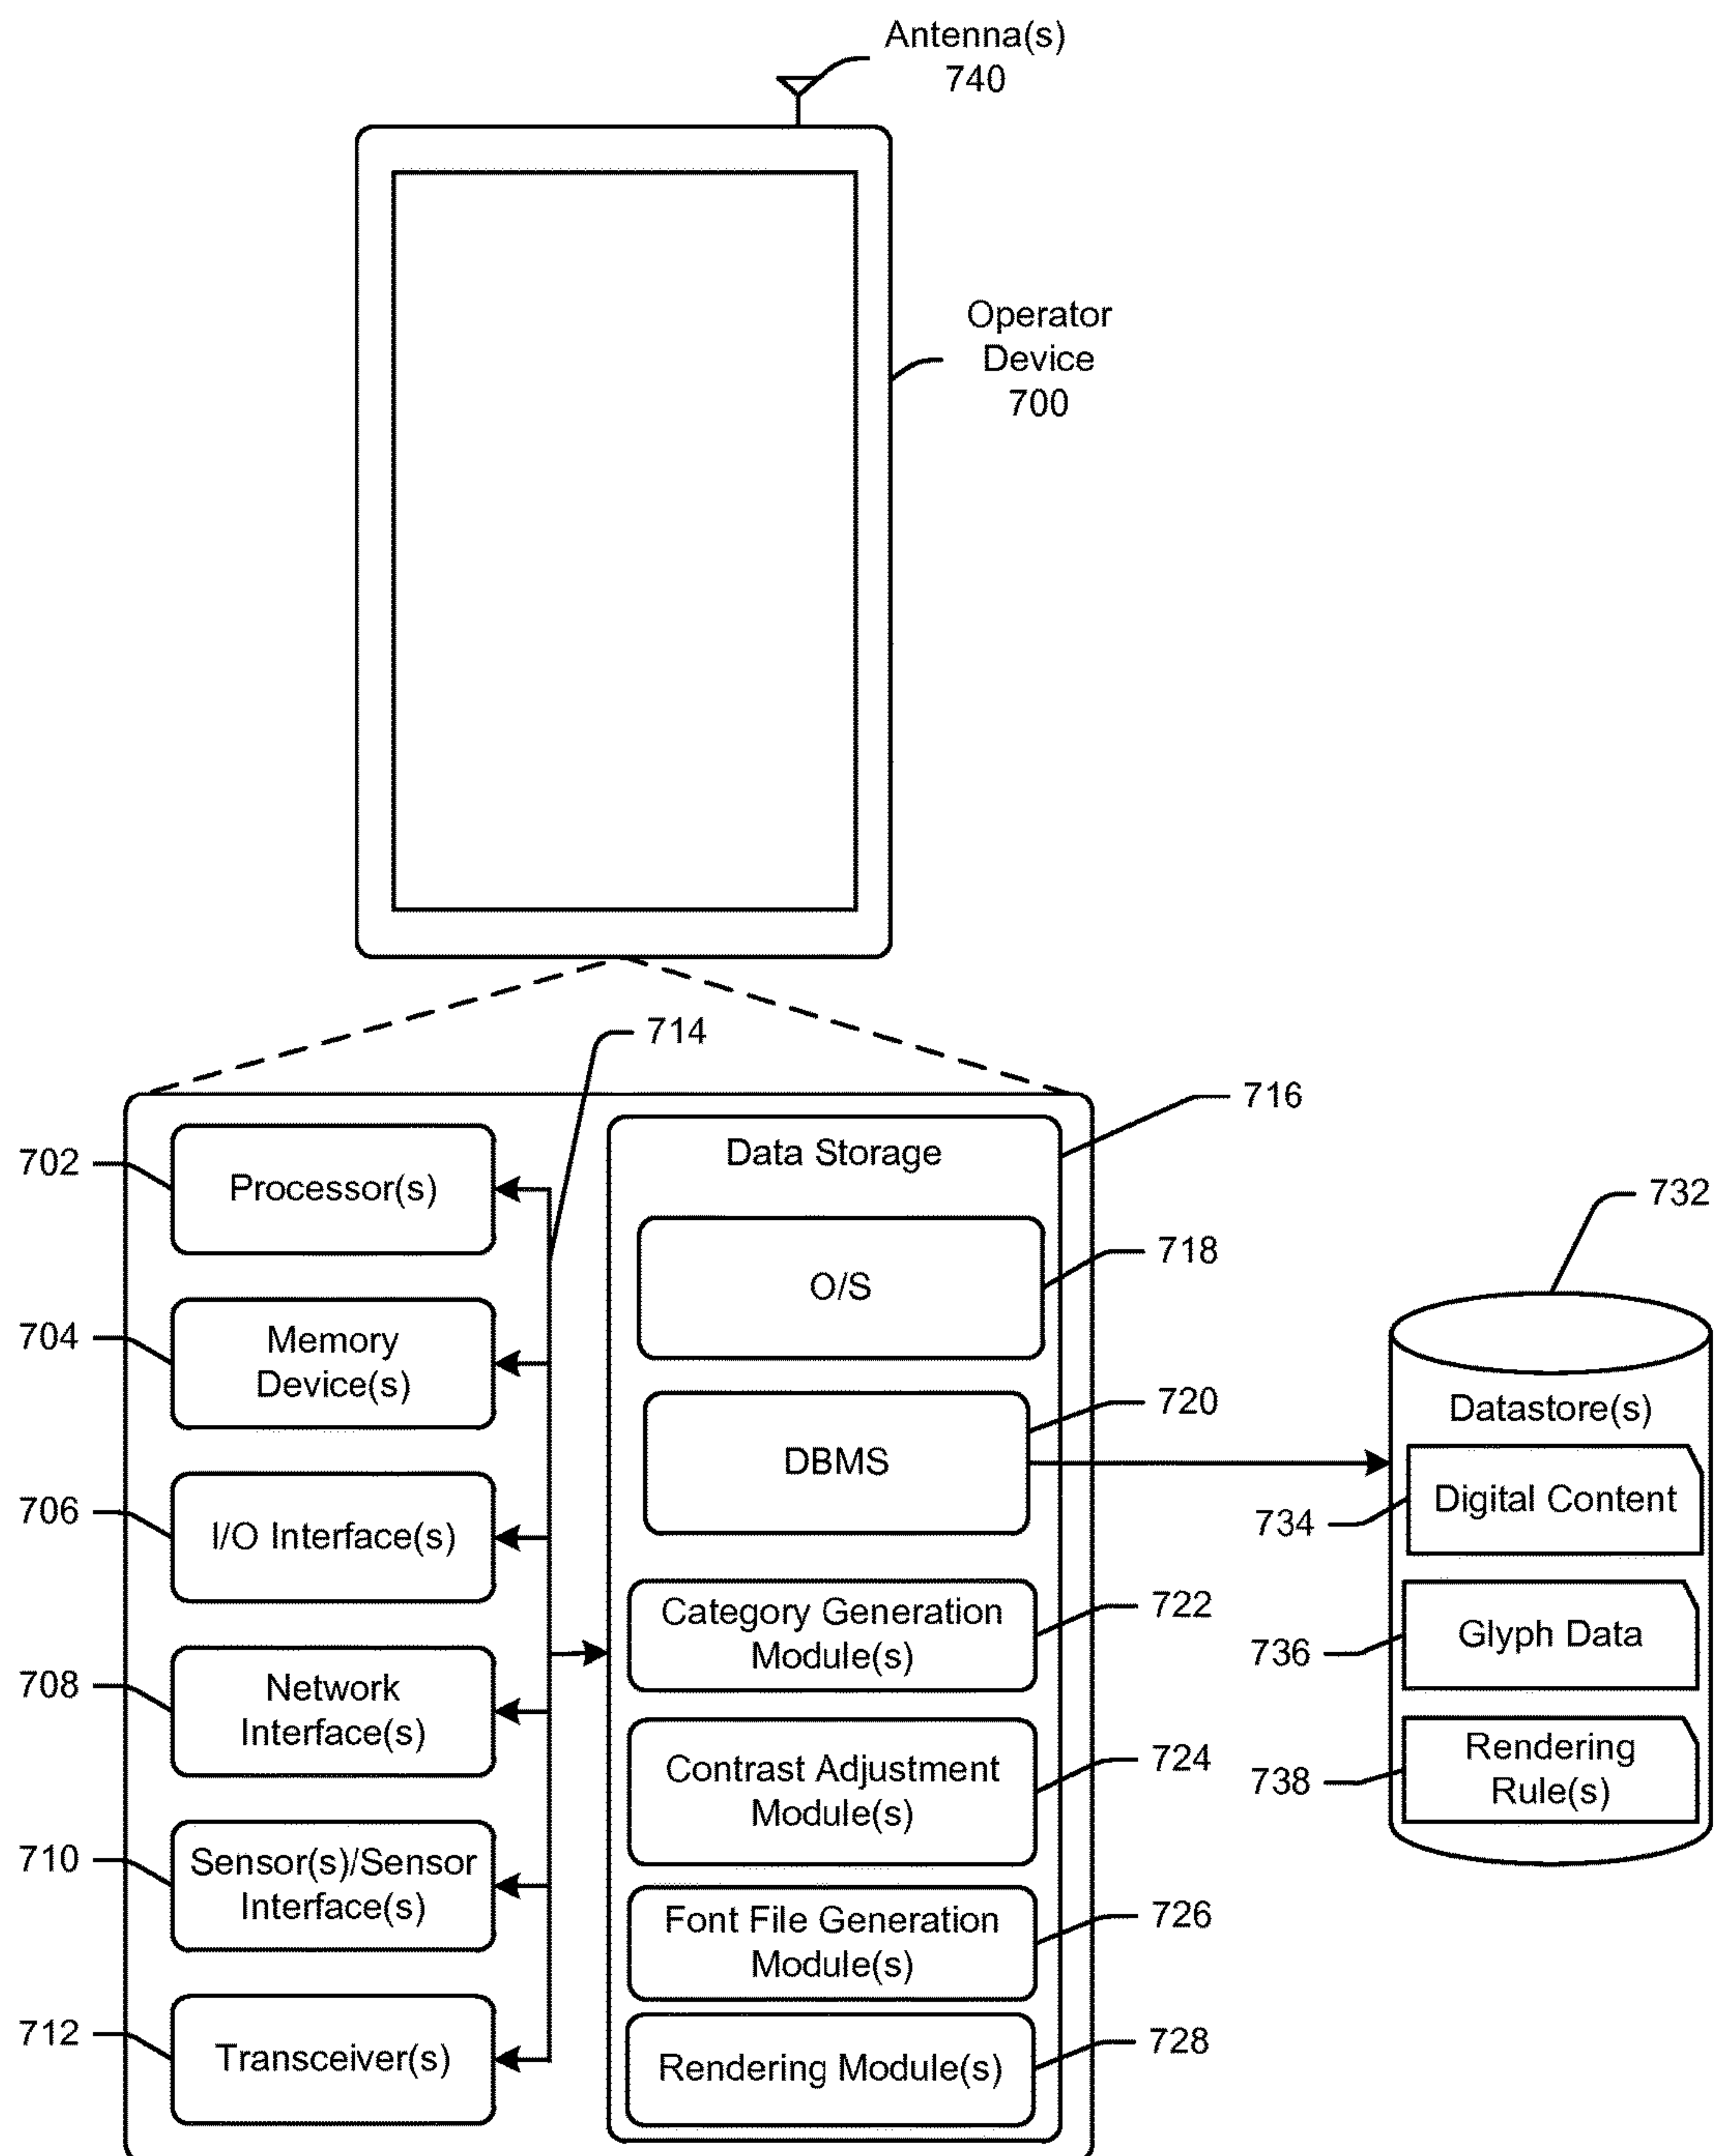 Antenna(s)
740
Operator
Device
700
714
716
Data Storage
702
Processor(s)
732
718
O/S
704
Memory
Device(s)
720
DBMS
Datastore(s)
734
Digital Content
706
I/O Interface(s)
722
Category Generation
Module(s)
736
Glyph Data
708
Network
Interface(s)
724
Contrast Adjustment
Module(s)
738
Rendering
Rule(s)
710
Sensor(s)/Sensor
Interface(s)
726
Font File Generation
Module(s)
712
Transceiver(s)
728
Rendering Module(s)